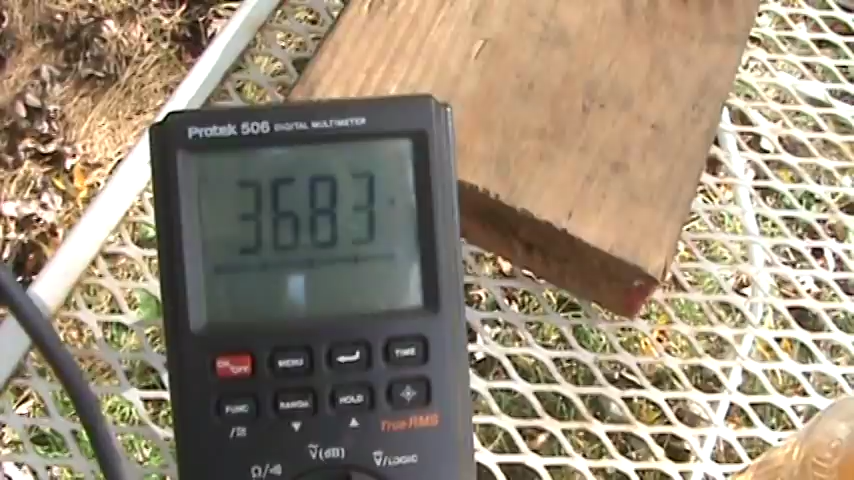 Protek 506 DIGITAL MULTIMETER
3683
ON/OFF MENU TIME
FUNC RANGE HOLD
True RMS
Ṽ(dB)
Ω V̄/LOGIC